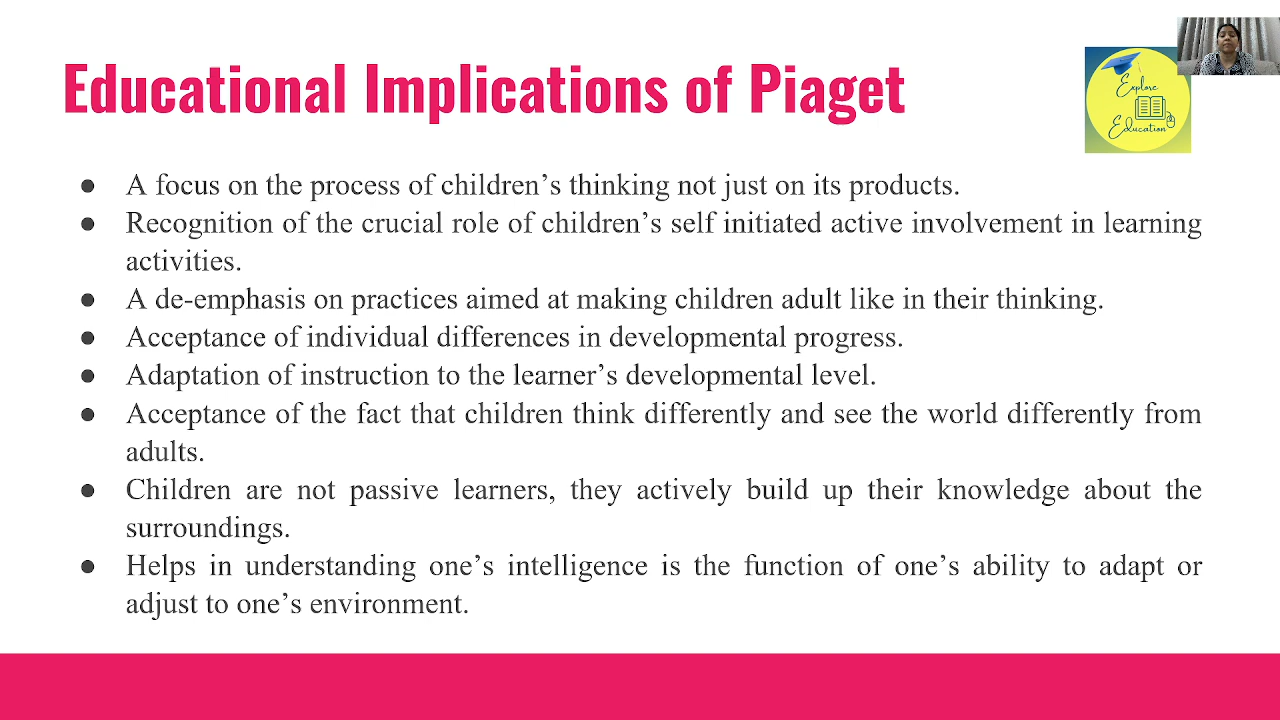 Educational Implications of Piaget
Explore
Education
● A focus on the process of children’s thinking not just on its products.
● Recognition of the crucial role of children’s self initiated active involvement in learning
activities.
● A de-emphasis on practices aimed at making children adult like in their thinking.
● Acceptance of individual differences in developmental progress.
● Adaptation of instruction to the learner’s developmental level.
● Acceptance of the fact that children think differently and see the world differently from
adults.
● Children are not passive learners, they actively build up their knowledge about the
surroundings.
● Helps in understanding one’s intelligence is the function of one’s ability to adapt or
adjust to one’s environment.